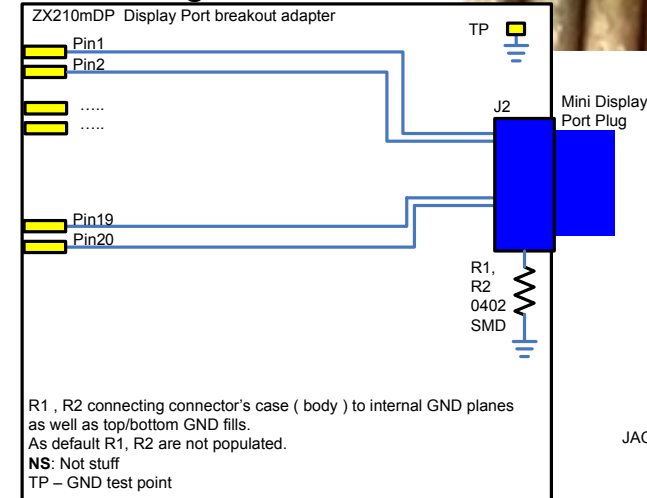 ZX210mDP Display Port breakout adapter
TP
Pin1
Pin2
…..
…..
J2
Mini Display
Port Plug
Pin19
Pin20
R1,
R2
0402
SMD
R1 , R2 connecting connector's case ( body ) to internal GND planes
as well as top/bottom GND fills.
As default R1, R2 are not populated.
NS: Not stuff
TP – GND test point